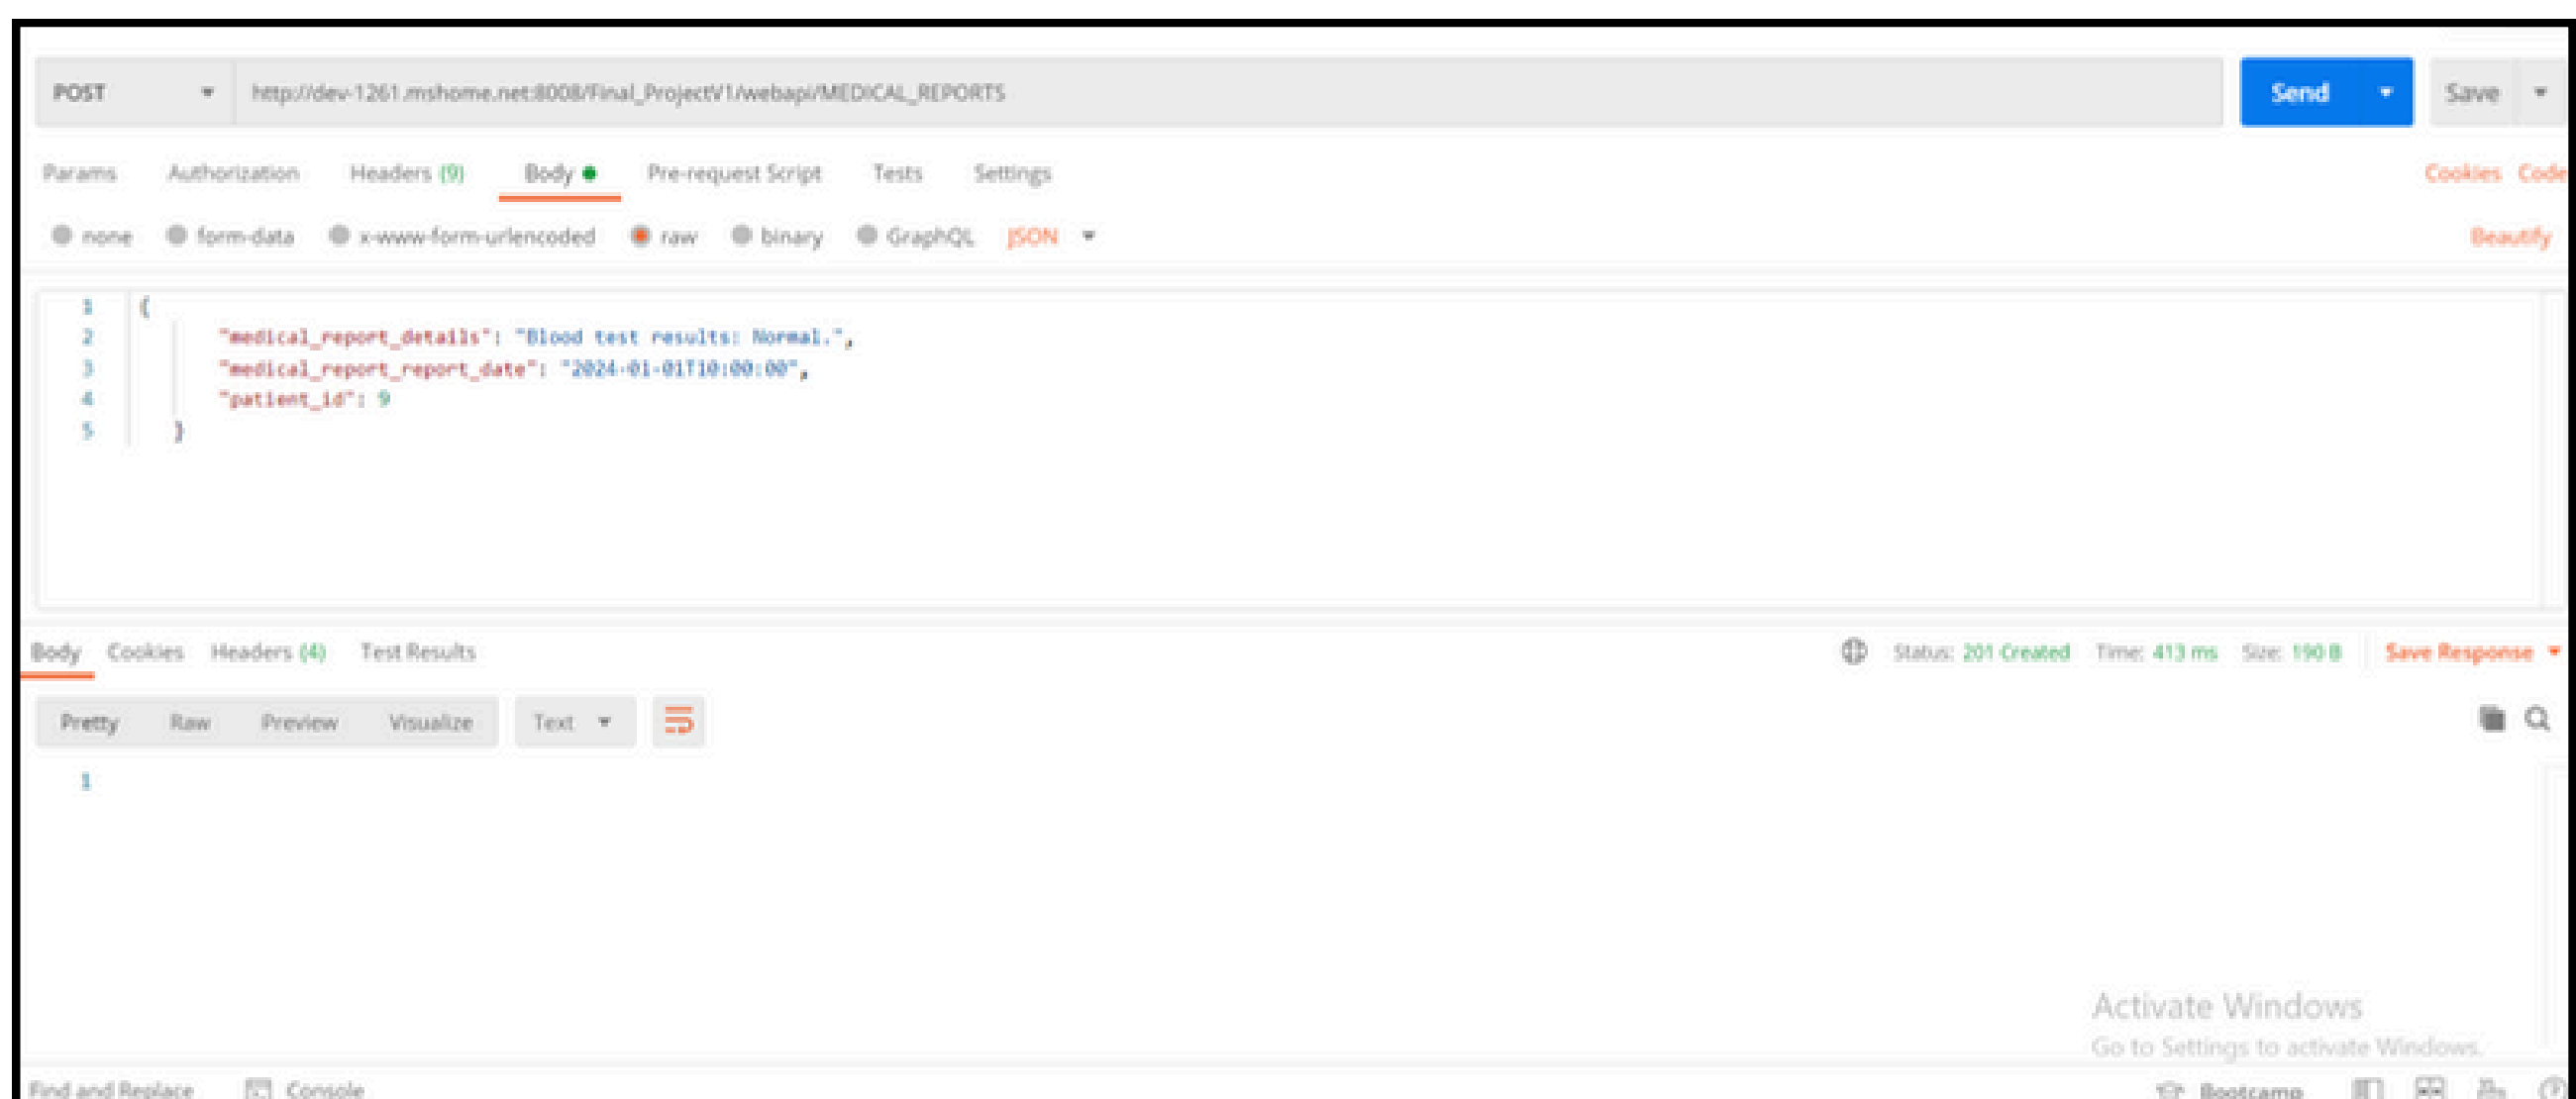 POST http://dev-1261.mshome.net:8008/Final_ProjectV1/webapi/MEDICAL_REPORTS Send Save
Params Authorization Headers (9) Body Pre-request Script Tests Settings Cookies Code
none form-data x-www-form-urlencoded raw binary GraphQL JSON Beautify
1 {
2 "medical_report_details": "Blood test results: Normal.",
3 "medical_report_report_date": "2024-01-01T10:00:00",
4 "patient_id": 9
5 }
Body Cookies Headers (4) Test Results Status: 201 Created Time: 413 ms Size: 190 B Save Response
Pretty Raw Preview Visualize Text
1
Activate Windows
Go to Settings to activate Windows.
Find and Replace Console Bootcamp